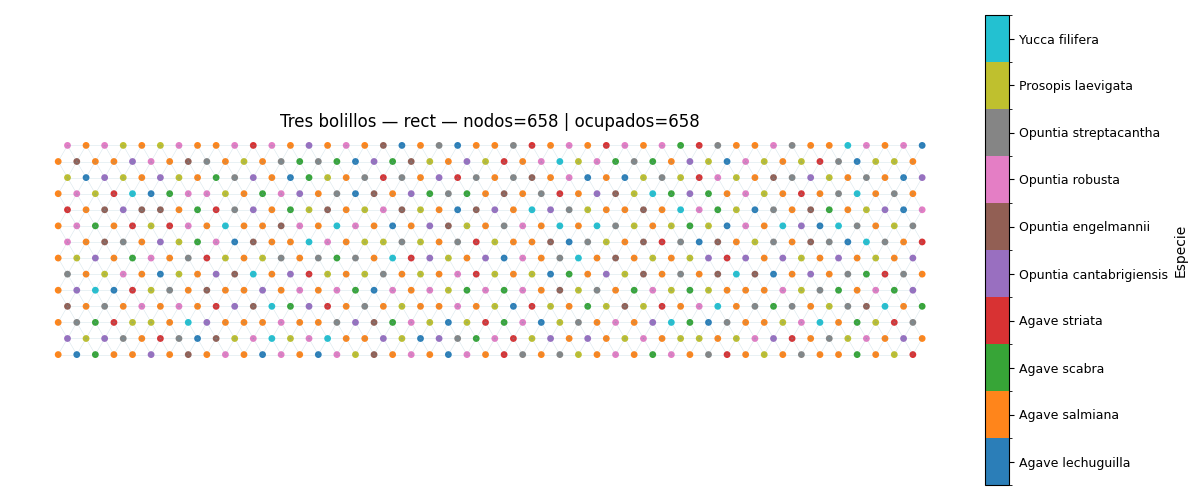 Tres bolillos — rect — nodos=658 | ocupados=658
Yucca filifera
Prosopis laevigata
Opuntia streptacantha
Opuntia robusta
Opuntia engelmannii
Opuntia cantabrigiensis
Agave striata
Agave scabra
Agave salmiana
Agave lechuguilla
Especie